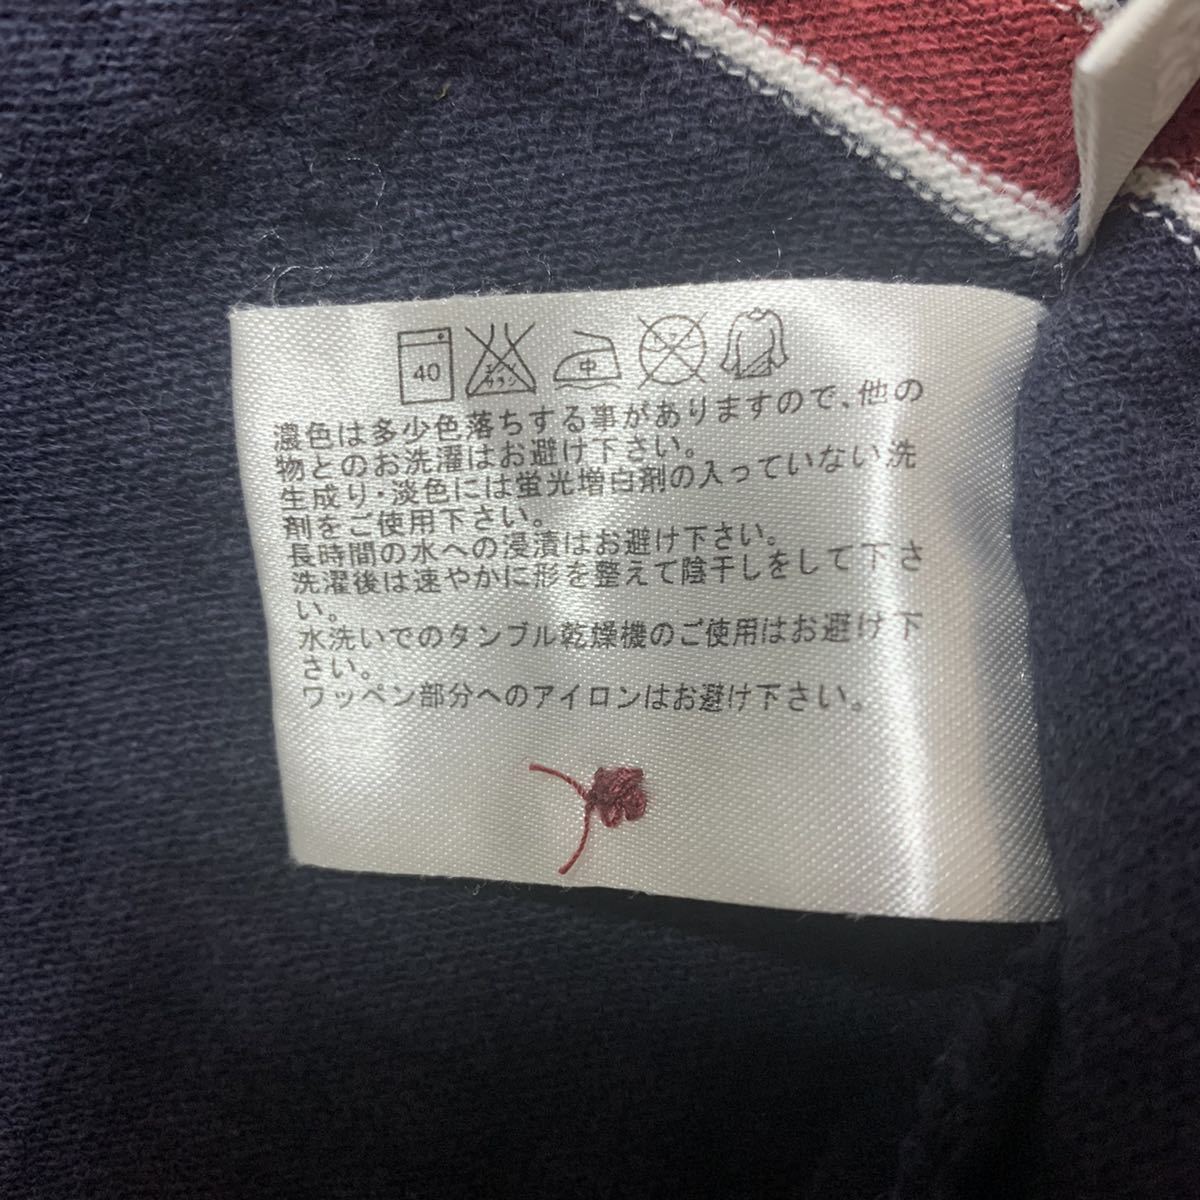 40 エンソ サラシ 中
濃色は多少色落ちする事がありますので、他の
物とのお洗濯はお避け下さい。
生成り・淡色には蛍光増白剤の入っていない洗
剤をご使用下さい。
長時間の水への浸漬はお避け下さい。
洗濯後は速やかに形を整えて陰干しをして下さ
い。
水洗いでのタンブル乾燥機のご使用はお避け下
さい。
ワッペン部分へのアイロンはお避け下さい。